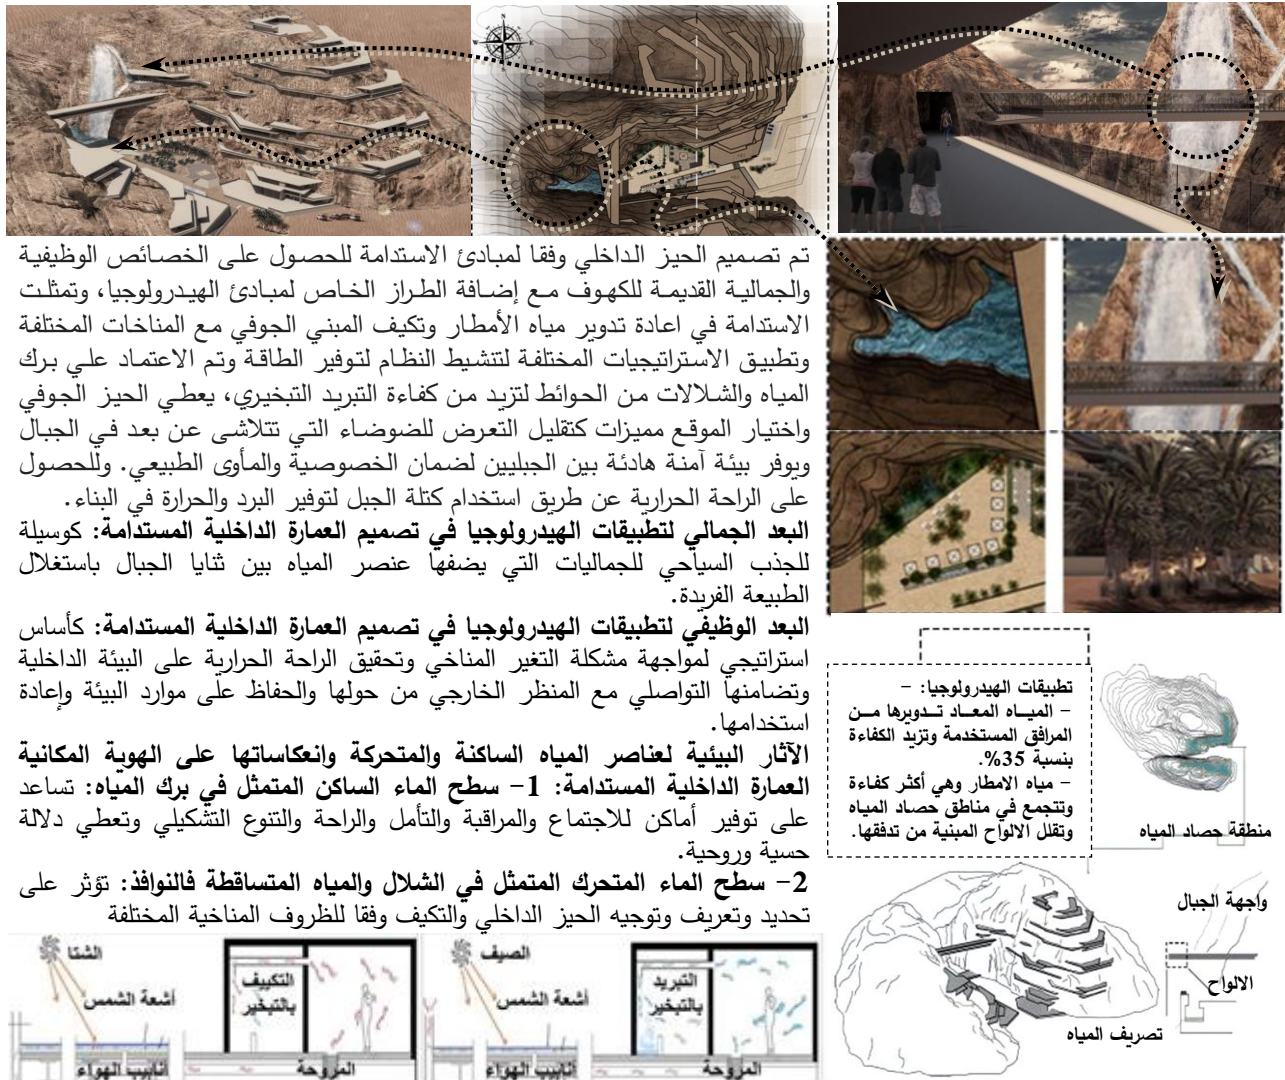 N
تم تصميم الحيز الداخلي وفقا لمبادئ الاستدامة للحصول على الخصائص الوظيفية
والجمالية القديمة للكهوف مع إضافة الطراز الخاص لمبادئ الهيدرولوجيا، وتمثلت
الاستدامة في اعادة تدوير مياه الأمطار وتكيف المبني الجوفي مع المناخات المختلفة
وتطبيق الاستراتيجيات المختلفة لتنشيط النظام لتوفير الطاقة وتم الاعتماد علي برك
المياه والشلالات من الحوائط لتزيد من كفاءة التبريد التبخيري، يعطي الحيز الجوفي
واختيار الموقع مميزات كتقليل التعرض للضوضاء التي تتلاشى عن بعد في الجبال
ويوفر بيئة آمنة هادئة بين الجبليين لضمان الخصوصية والمأوى الطبيعي. وللحصول
على الراحة الحرارية عن طريق استخدام كتلة الجبل لتوفير البرد والحرارة في البناء.
البعد الجمالي لتطبيقات الهيدرولوجيا في تصميم العمارة الداخلية المستدامة: كوسيلة
للجذب السياحي للجماليات التي يضفها عنصر المياه بين ثنايا الجبال باستغلال
الطبيعة الفريدة.
البعد الوظيفي لتطبيقات الهيدرولوجيا في تصميم العمارة الداخلية المستدامة: كأساس
استراتيجي لمواجهة مشكلة التغير المناخي وتحقيق الراحة الحرارية على البيئة الداخلية
وتضامنها التواصلي مع المنظر الخارجي من حولها والحفاظ على موارد البيئة وإعادة
استخدامها.
الآثار البيئية لعناصر المياه الساكنة والمتحركة وانعكاساتها على الهوية المكانية
العمارة الداخلية المستدامة: 1- سطح الماء الساكن المتمثل في برك المياه: تساعد
على توفير أماكن للاجتماع والمراقبة والتأمل والراحة والتنوع التشكيلي وتعطي دلالة
حسية وروحية.
2- سطح الماء المتحرك المتمثل في الشلال والمياه المتساقطة فالنوافذ: تؤثر على
تحديد وتعريف وتوجيه الحيز الداخلي والتكيف وفقا للظروف المناخية المختلفة
تطبيقات الهيدرولوجيا: -
- المياه المعاد تدويرها من
المرافق المستخدمة وتزيد الكفاءة
بنسبة 35%.
- مياه الامطار وهي أكثر كفاءة
وتتجمع في مناطق حصاد المياه
وتقلل الالواح المبنية من تدفقها.
منطقة حصاد المياه
واجهة الجبال
الالواح
تصريف المياه
الصيف
أشعة الشمس
أنابيب الهواء
التبريد
بالتبخير
المروحة
الشتا
أشعة الشمس
أنابيب الهواء
التكييف
بالتبخير
المروحة